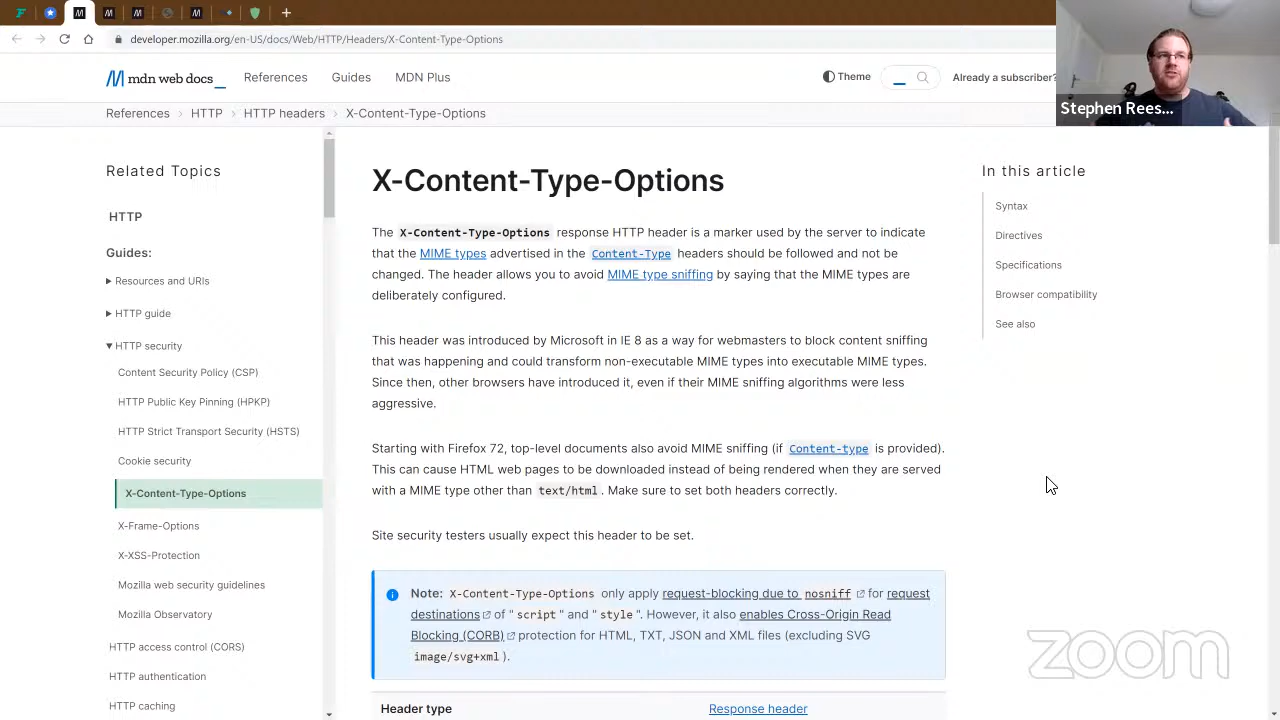 developer.mozilla.org/en-US/docs/Web/HTTP/Headers/X-Content-Type-Options
mdn web docs_
References
Guides
MDN Plus
Theme
Already a subscriber?
Stephen Rees...
References > HTTP > HTTP headers > X-Content-Type-Options
Related Topics
HTTP
Guides:
Resources and URIs
HTTP guide
HTTP security
Content Security Policy (CSP)
HTTP Public Key Pinning (HPKP)
HTTP Strict Transport Security (HSTS)
Cookie security
X-Content-Type-Options
X-Frame-Options
X-XSS-Protection
Mozilla web security guidelines
Mozilla Observatory
HTTP access control (CORS)
HTTP authentication
HTTP caching
X-Content-Type-Options
The X-Content-Type-Options response HTTP header is a marker used by the server to indicate
that the MIME types advertised in the Content-Type headers should be followed and not be
changed. The header allows you to avoid MIME type sniffing by saying that the MIME types are
deliberately configured.
This header was introduced by Microsoft in IE 8 as a way for webmasters to block content sniffing
that was happening and could transform non-executable MIME types into executable MIME types.
Since then, other browsers have introduced it, even if their MIME sniffing algorithms were less
aggressive.
Starting with Firefox 72, top-level documents also avoid MIME sniffing (if Content-type is provided).
This can cause HTML web pages to be downloaded instead of being rendered when they are served
with a MIME type other than text/html. Make sure to set both headers correctly.
Site security testers usually expect this header to be set.
Note: X-Content-Type-Options only apply request-blocking due to nosniff for request
destinations of "script" and "style". However, it also enables Cross-Origin Read
Blocking (CORB) protection for HTML, TXT, JSON and XML files (excluding SVG
image/svg+xml).
Header type
Response header
In this article
Syntax
Directives
Specifications
Browser compatibility
See also
zoom